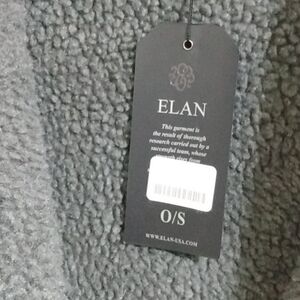 ELAN
This garment is
the result of thorough
research carried out by a
successful team, whose
from
O/S
WWW.ELAN-USA.COM